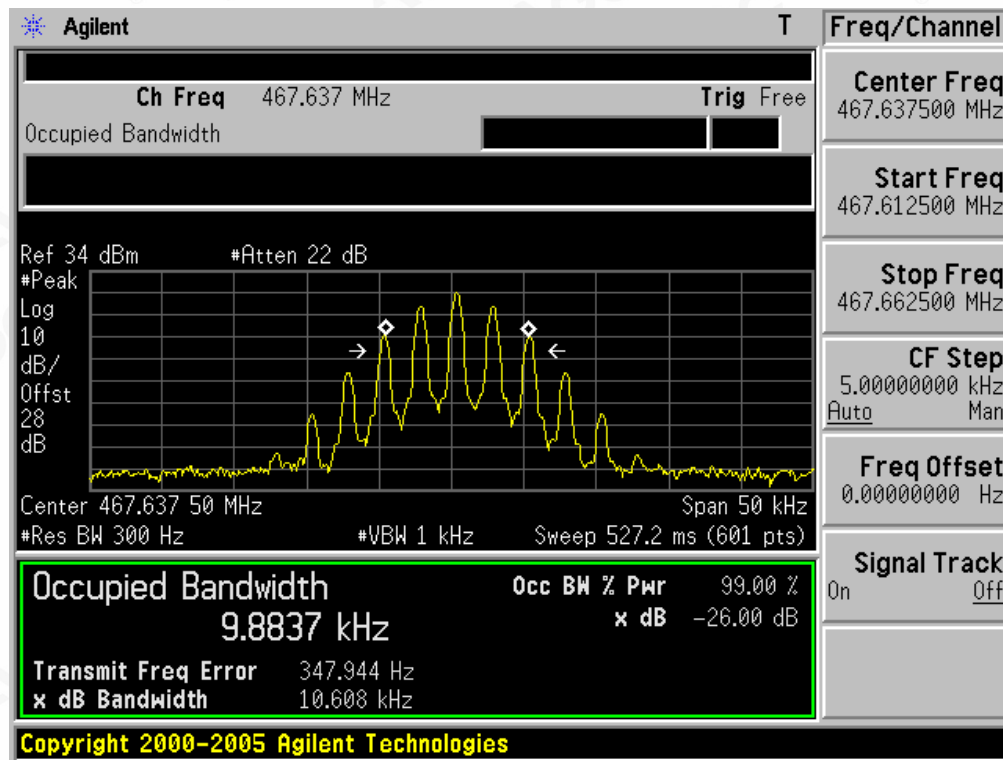 Agilent T Freq/Channel
Ch Freq 467.637 MHz Trig Free
Occupied Bandwidth
Center Freq
467.637500 MHz
Start Freq
467.612500 MHz
Stop Freq
467.662500 MHz
CF Step
5.00000000 kHz
Auto Man
Freq Offset
0.00000000 Hz
Signal Track
On Off
Ref 34 dBm #Atten 22 dB
#Peak
Log
10
dB/
Offst
28
dB
Center 467.637 50 MHz Span 50 kHz
#Res BW 300 Hz #VBW 1 kHz Sweep 527.2 ms (601 pts)
Occupied Bandwidth Occ BW % Pwr 99.00 %
9.8837 kHz x dB -26.00 dB
Transmit Freq Error 347.944 Hz
x dB Bandwidth 10.608 kHz
Copyright 2000-2005 Agilent Technologies